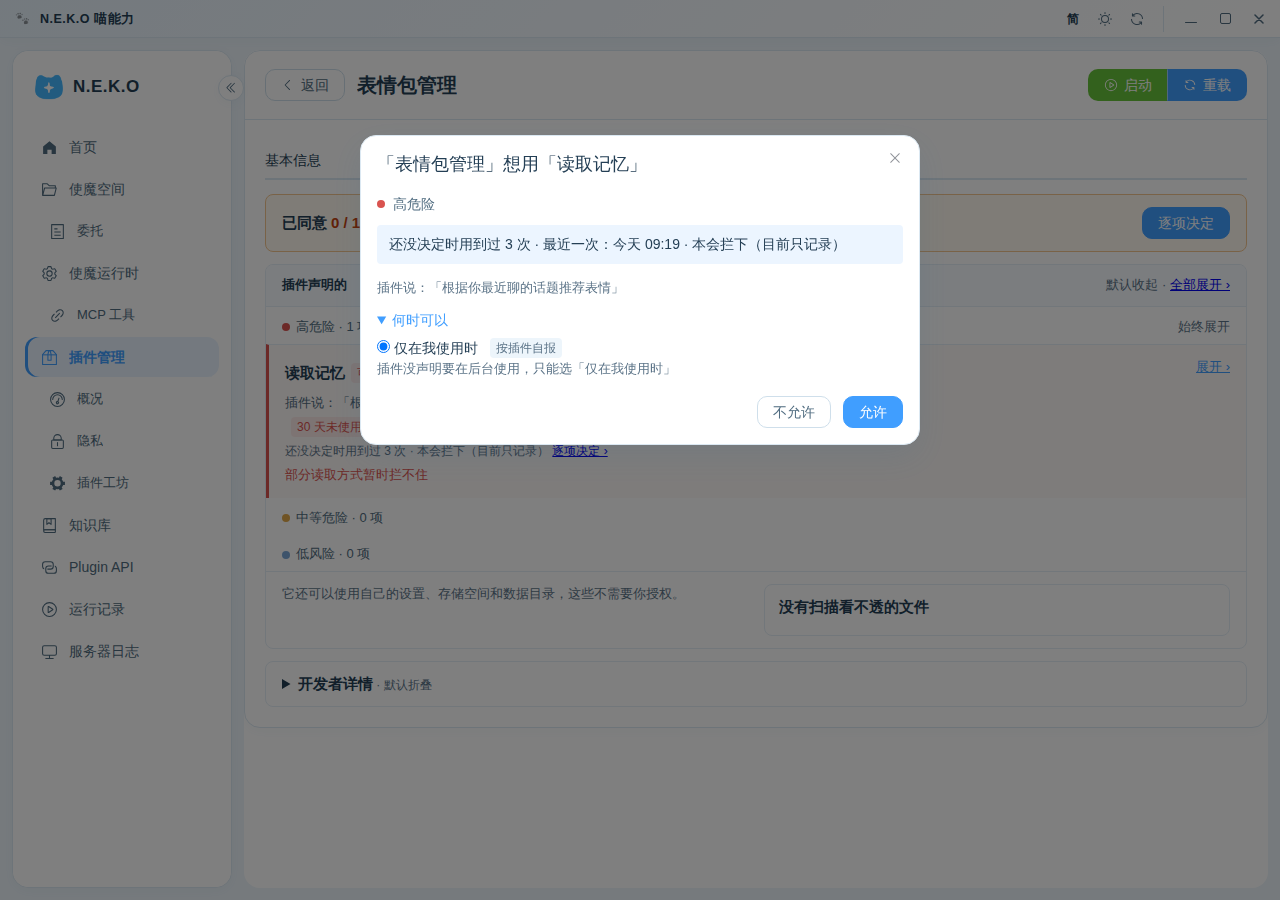 N.E.K.O 喵能力
简
N.E.K.O
首页
使魔空间
委托
使魔运行时
MCP 工具
插件管理
概况
隐私
插件工坊
知识库
Plugin API
运行记录
服务器日志
返回
表情包管理
启动
重载
基本信息
已同意 0 / 1
逐项决定
插件声明的
默认收起 · 全部展开 ›
高危险 · 1
始终展开
读取记忆
展开 ›
插件说：「根
30 天未使用
还没决定时用到过 3 次 · 本会拦下（目前只记录） 逐项决定 ›
部分读取方式暂时拦不住
中等危险 · 0 项
低风险 · 0 项
它还可以使用自己的设置、存储空间和数据目录，这些不需要你授权。
没有扫描看不透的文件
开发者详情 · 默认折叠
「表情包管理」想用「读取记忆」
高危险
还没决定时用到过 3 次 · 最近一次：今天 09:19 · 本会拦下（目前只记录）
插件说：「根据你最近聊的话题推荐表情」
何时可以
仅在我使用时 按插件自报
插件没声明要在后台使用，只能选「仅在我使用时」
不允许
允许